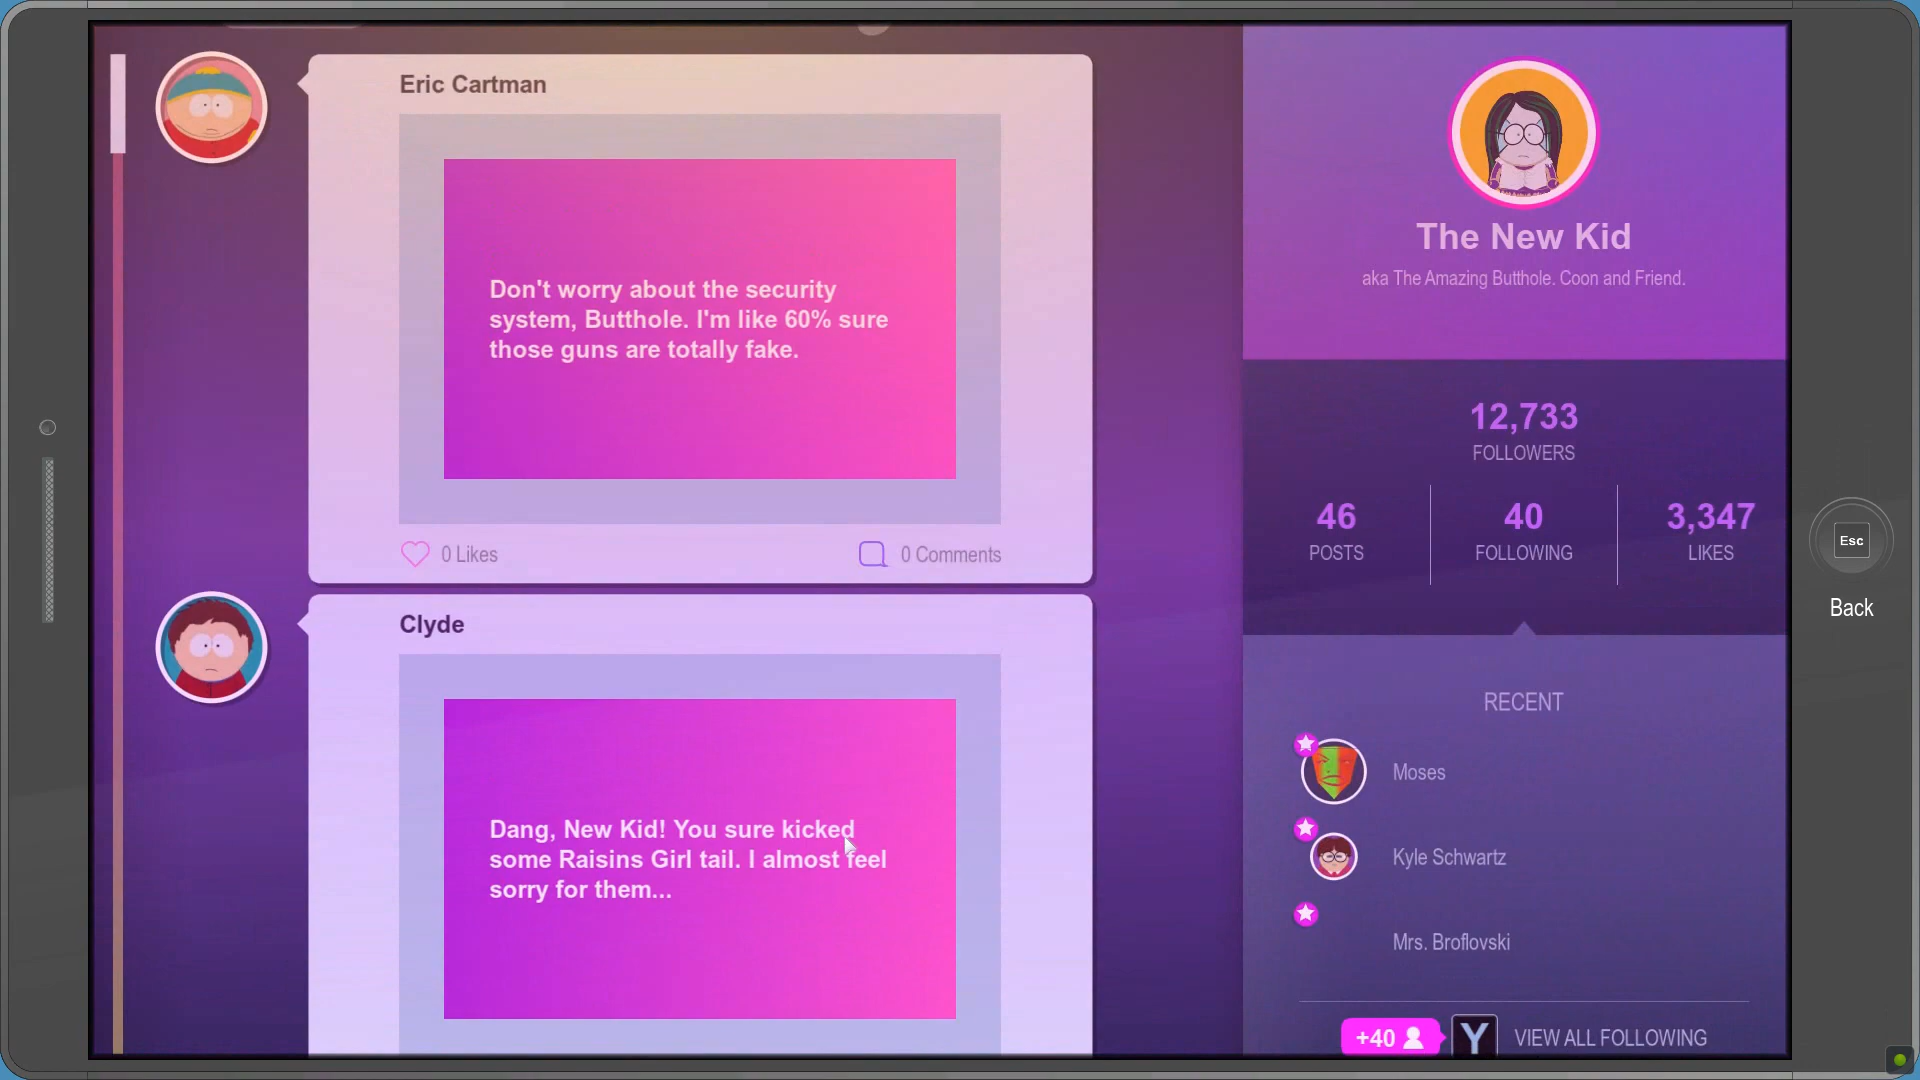 Eric Cartman
Don't worry about the security
system, Butthole. I'm like 60% sure
those guns are totally fake.
0 Likes
0 Comments
Clyde
Dang, New Kid! You sure kicked
some Raisins Girl tail. I almost feel
sorry for them...
The New Kid
aka The Amazing Butthole. Coon and Friend.
12,733
FOLLOWERS
46
POSTS
40
FOLLOWING
3,347
LIKES
RECENT
Moses
Kyle Schwartz
Mrs. Broflovski
+40
Y
VIEW ALL FOLLOWING
Esc
Back